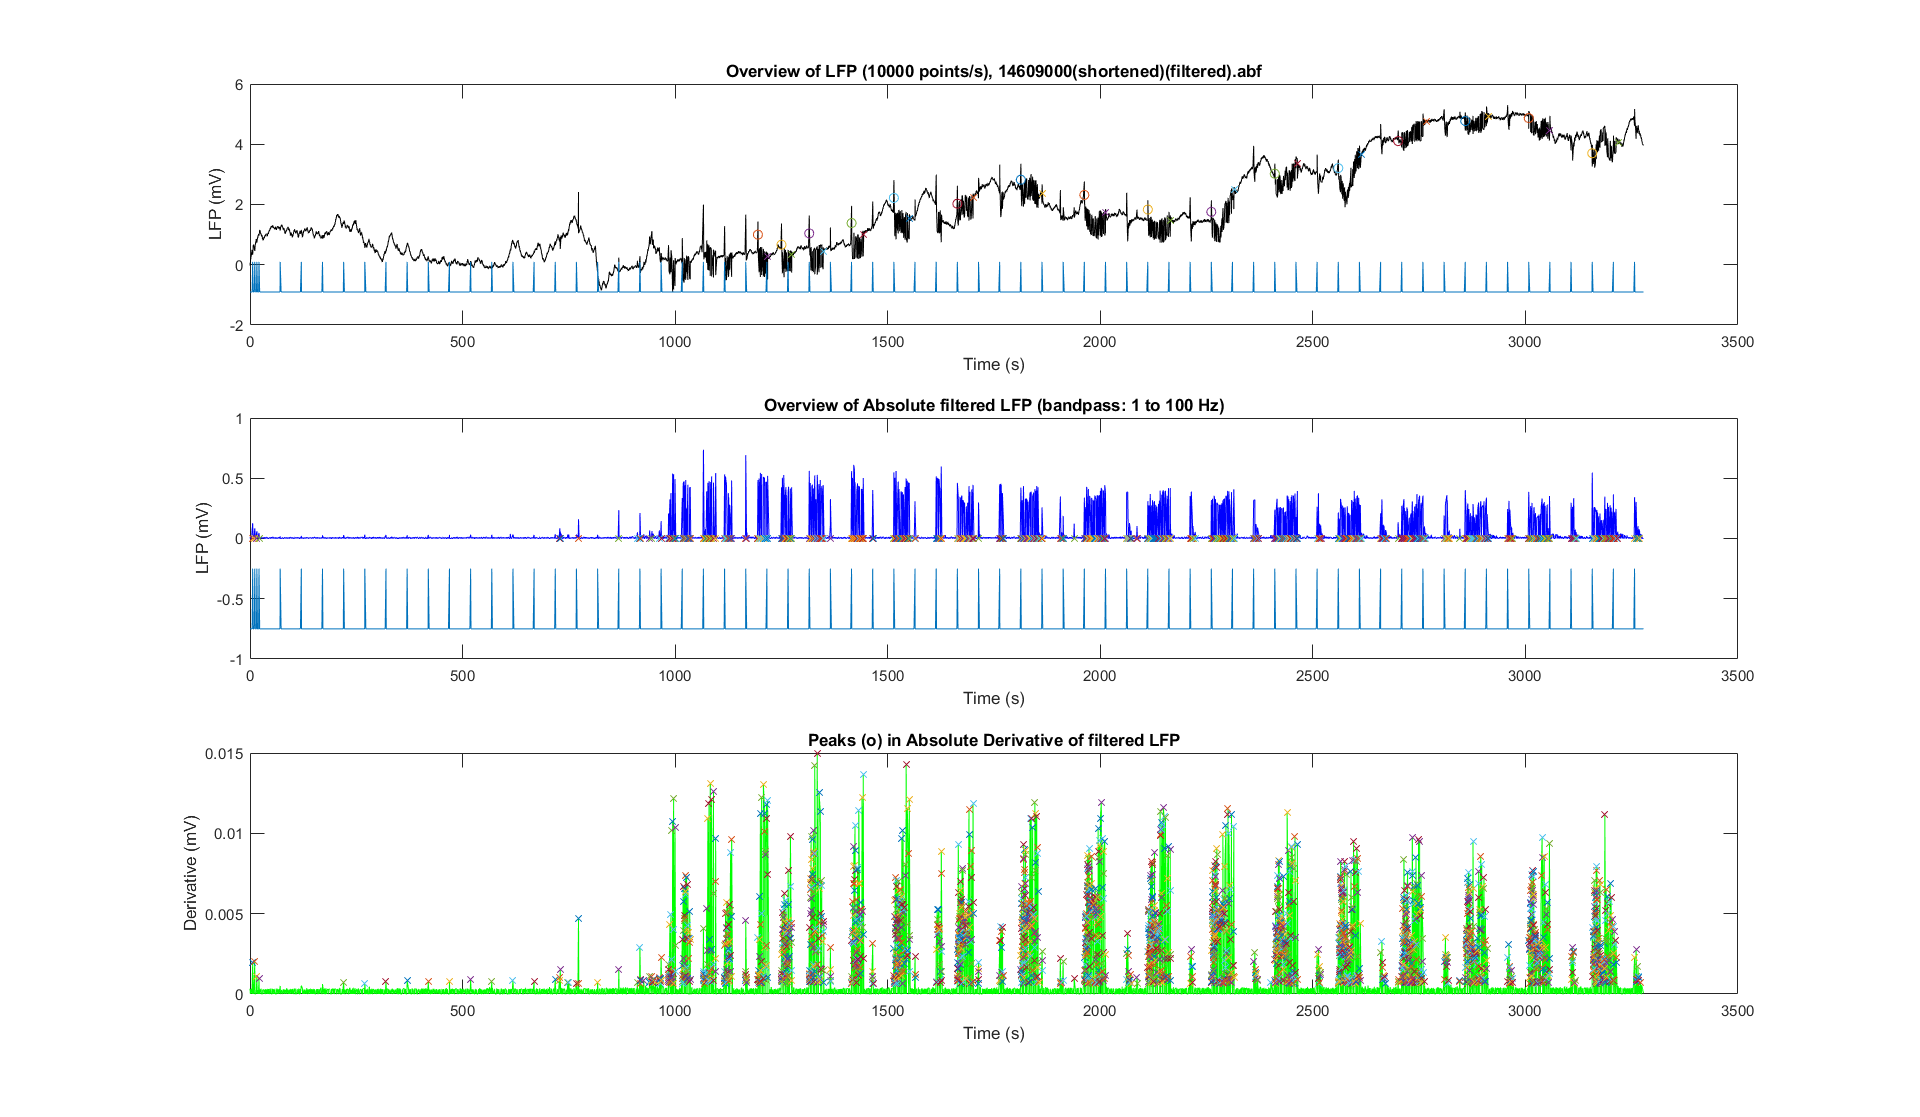 Overview of LFP (10000 points/s), 14609000(shortened)(filtered).abf
6
4
2
0
-2
LFP (mV)
0 500 1000 1500 2000 2500 3000 3500
Time (s)
Overview of Absolute filtered LFP (bandpass: 1 to 100 Hz)
1
0.5
0
-0.5
-1
LFP (mV)
0 500 1000 1500 2000 2500 3000 3500
Time (s)
Peaks (o) in Absolute Derivative of filtered LFP
0.015
0.01
0.005
0
Derivative (mV)
0 500 1000 1500 2000 2500 3000 3500
Time (s)